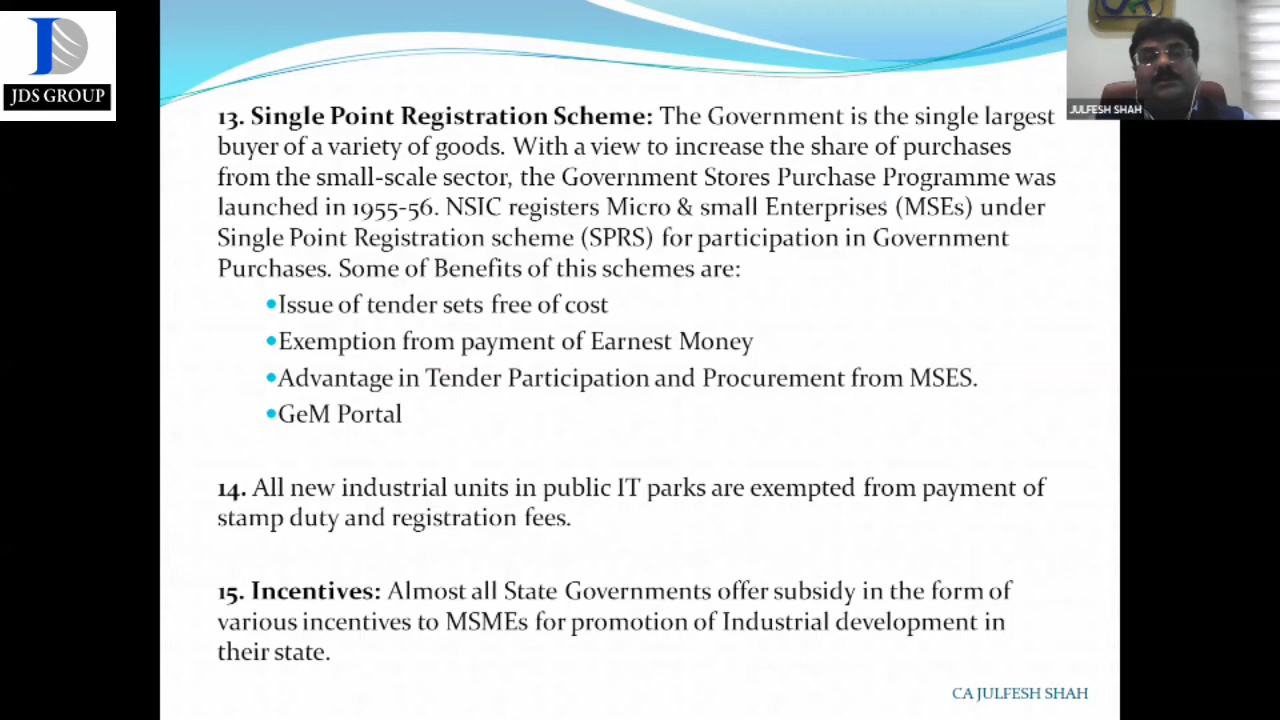 JDS GROUP
JULFESH SHAH
13. Single Point Registration Scheme: The Government is the single largest
buyer of a variety of goods. With a view to increase the share of purchases
from the small-scale sector, the Government Stores Purchase Programme was
launched in 1955-56. NSIC registers Micro & small Enterprises (MSEs) under
Single Point Registration scheme (SPRS) for participation in Government
Purchases. Some of Benefits of this schemes are:
•Issue of tender sets free of cost
•Exemption from payment of Earnest Money
•Advantage in Tender Participation and Procurement from MSES.
•GeM Portal
14. All new industrial units in public IT parks are exempted from payment of
stamp duty and registration fees.
15. Incentives: Almost all State Governments offer subsidy in the form of
various incentives to MSMEs for promotion of Industrial development in
their state.
CA JULFESH SHAH